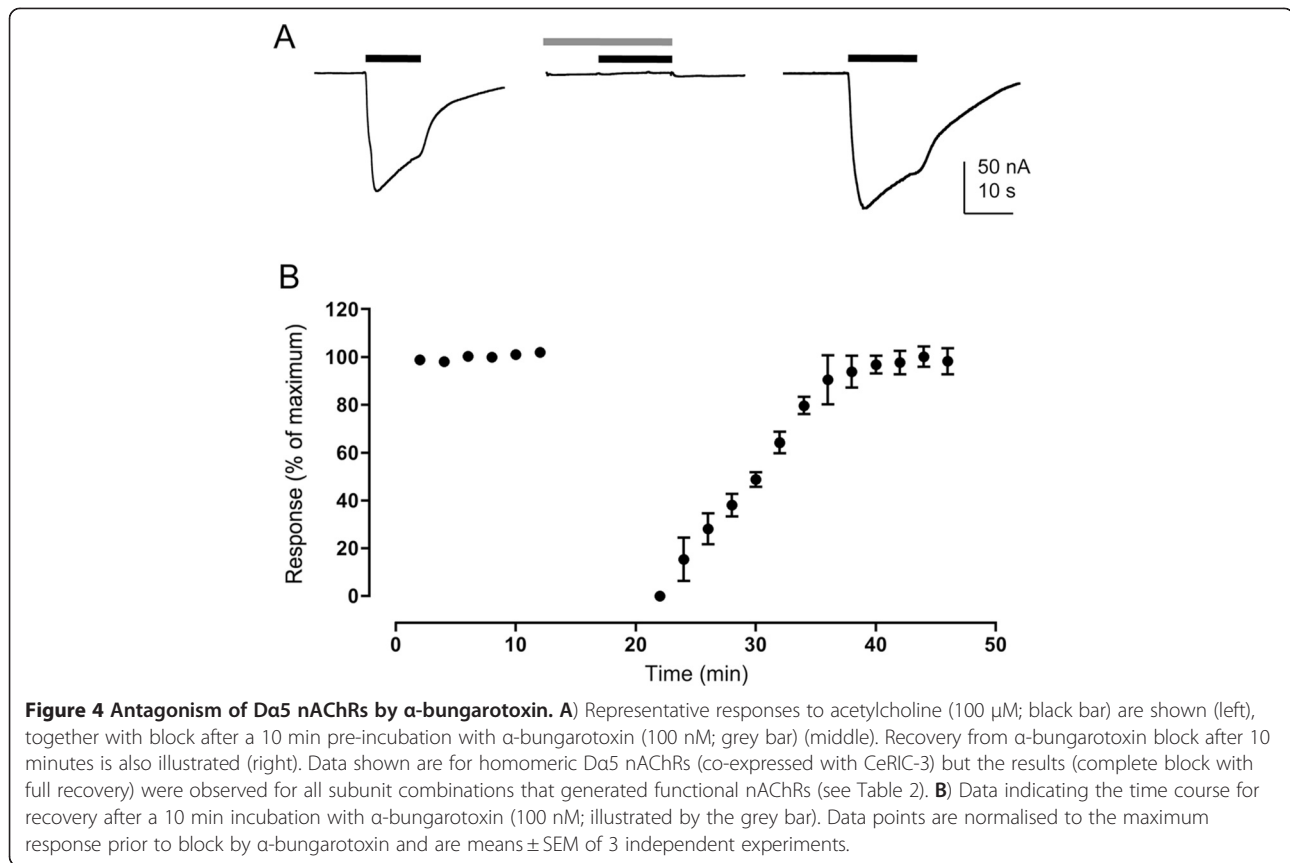 A
50 nA
10 s
B
120
100
80
60
40
20
0
Response (% of maximum)
0 10 20 30 40 50
Time (min)
Figure 4 Antagonism of Dα5 nAChRs by α-bungarotoxin. A) Representative responses to acetylcholine (100 μM; black bar) are shown (left),
together with block after a 10 min pre-incubation with α-bungarotoxin (100 nM; grey bar) (middle). Recovery from α-bungarotoxin block after 10
minutes is also illustrated (right). Data shown are for homomeric Dα5 nAChRs (co-expressed with CeRIC-3) but the results (complete block with
full recovery) were observed for all subunit combinations that generated functional nAChRs (see Table 2). B) Data indicating the time course for
recovery after a 10 min incubation with α-bungarotoxin (100 nM; illustrated by the grey bar). Data points are normalised to the maximum
response prior to block by α-bungarotoxin and are means ± SEM of 3 independent experiments.